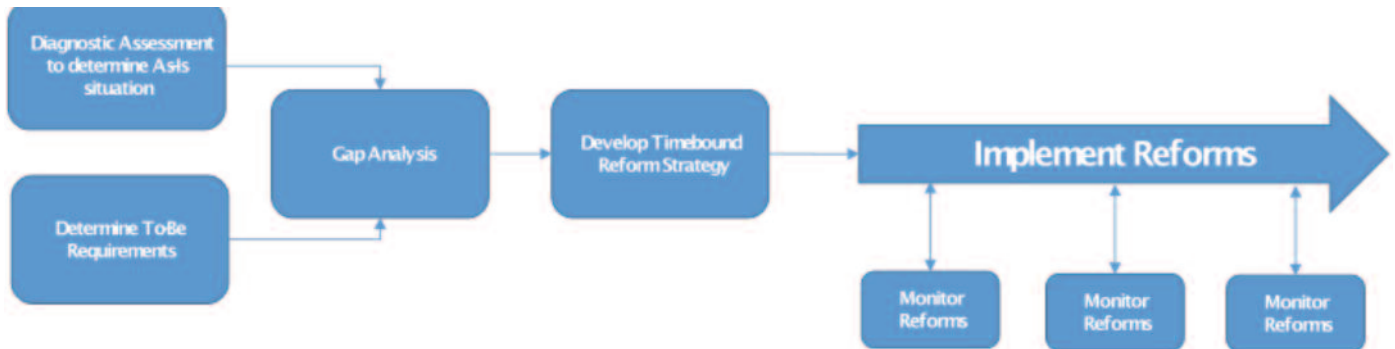 Diagnostic Assessment
to determine As-Is
situation
Gap Analysis
Determine To-Be
Requirements
Develop Timebound
Reform Strategy
Implement Reforms
Monitor
Reforms
Monitor
Reforms
Monitor
Reforms